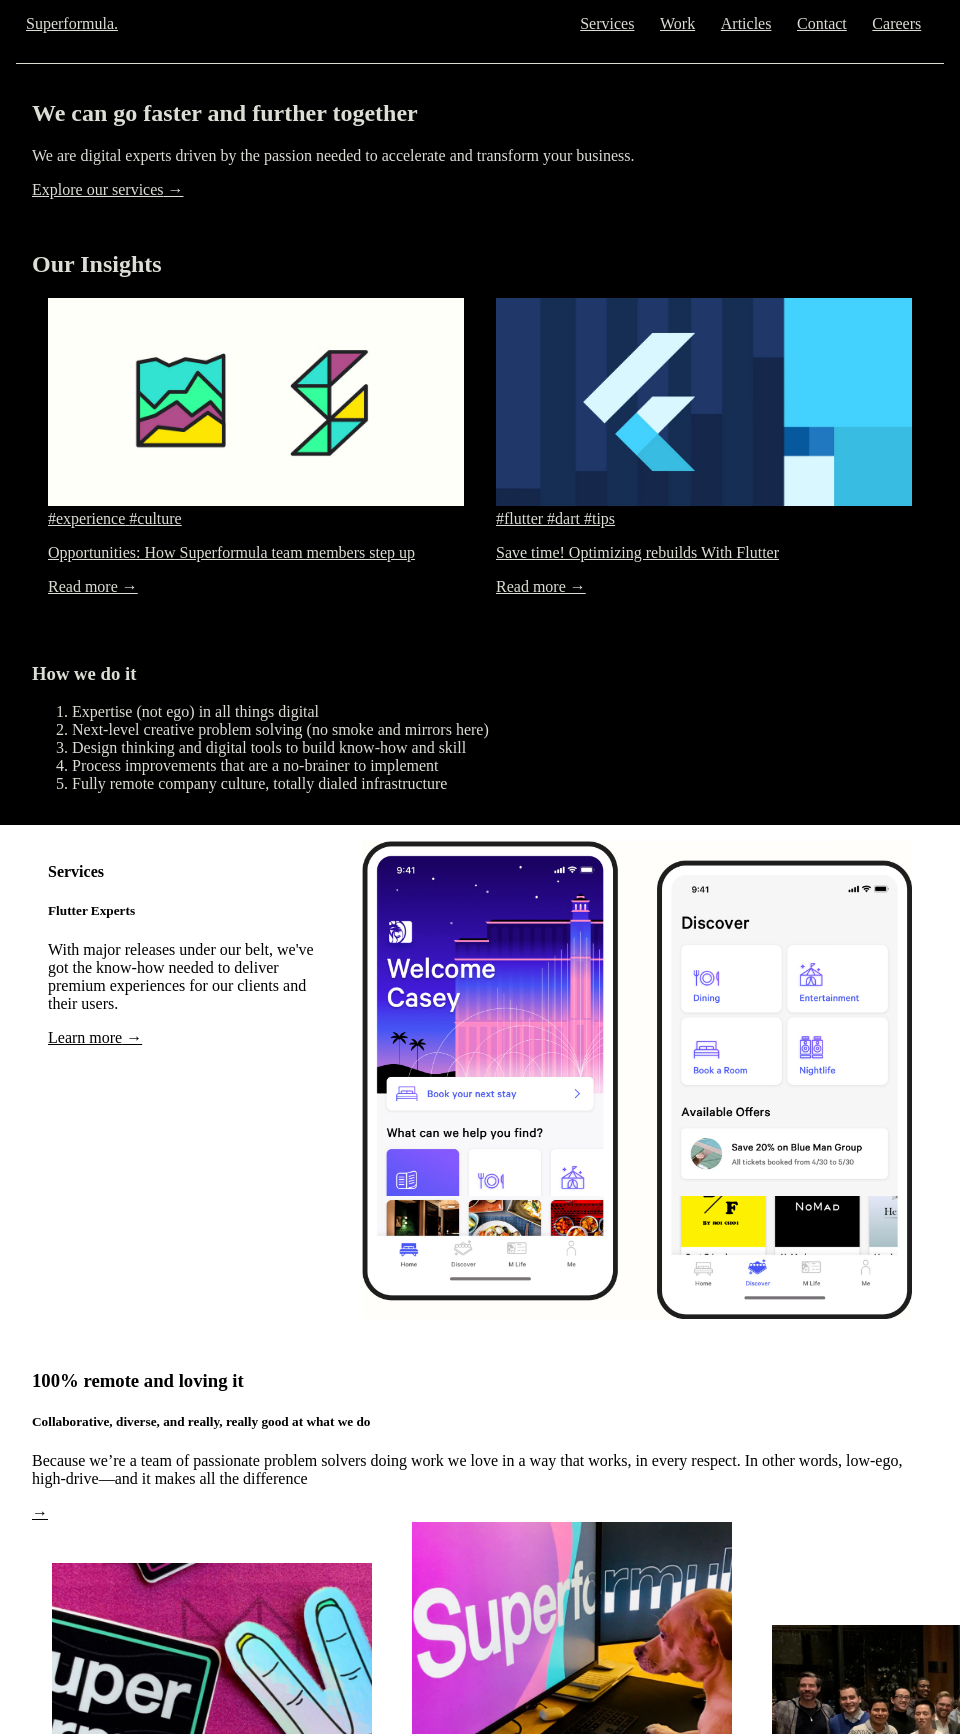 Superformula.
Services Work Articles Contact Careers
We can go faster and further together
We are digital experts driven by the passion needed to accelerate and transform your business.
Explore our services →
Our Insights
#experience #culture
Opportunities: How Superformula team members step up
Read more →
#flutter #dart #tips
Save time! Optimizing rebuilds With Flutter
Read more →
How we do it
1. Expertise (not ego) in all things digital
2. Next-level creative problem solving (no smoke and mirrors here)
3. Design thinking and digital tools to build know-how and skill
4. Process improvements that are a no-brainer to implement
5. Fully remote company culture, totally dialed infrastructure
Services
Flutter Experts
With major releases under our belt, we've
got the know-how needed to deliver
premium experiences for our clients and
their users.
Learn more →
9:41
Welcome
Casey
Book your next stay
What can we help you find?
Home Discover M Life Me
9:41
Discover
Dining
Entertainment
Book a Room
Nightlife
Available Offers
Save 20% on Blue Man Group
All tickets booked from 4/30 to 5/30
F
NOMAD
He
Home Discover M Life Me
100% remote and loving it
Collaborative, diverse, and really, really good at what we do
Because we’re a team of passionate problem solvers doing work we love in a way that works, in every respect. In other words, low-ego,
high-drive—and it makes all the difference
→
uper
Superformul